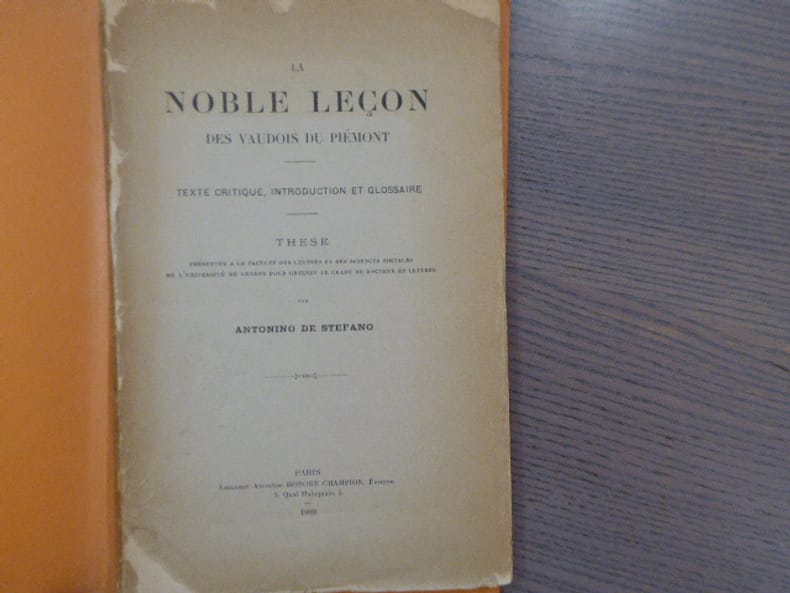 LA
NOBLE LEÇON
DES VAUDOIS DU PIÉMONT
TEXTE CRITIQUE, INTRODUCTION ET GLOSSAIRE
THÈSE
PRÉSENTÉE A LA FACULTÉ DES LETTRES ET DES SCIENCES SOCIALES
DE L'UNIVERSITÉ DE GENÈVE POUR OBTENIR LE GRADE DE DOCTEUR ÈS LETTRES
PAR
ANTONINO DE STEFANO
PARIS
LIBRAIRIE ANCIENNE HONORÉ CHAMPION, ÉDITEUR
5, Quai Malaquais, 5
1909